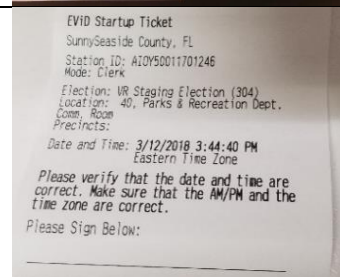 EViD Startup Ticket
SunnySeaside County, FL
Station ID: AIOY50011701246
Mode: Clerk
Election: VR Staging Election (304)
Location: 40, Parks & Recreation Dept.
Comm, Room
Precincts:
Date and Time: 3/12/2018 3:44:40 PM
Eastern Time Zone
Please verify that the date and time are
correct. Make sure that the AM/PM and the
time zone are correct.
Please Sign Below: